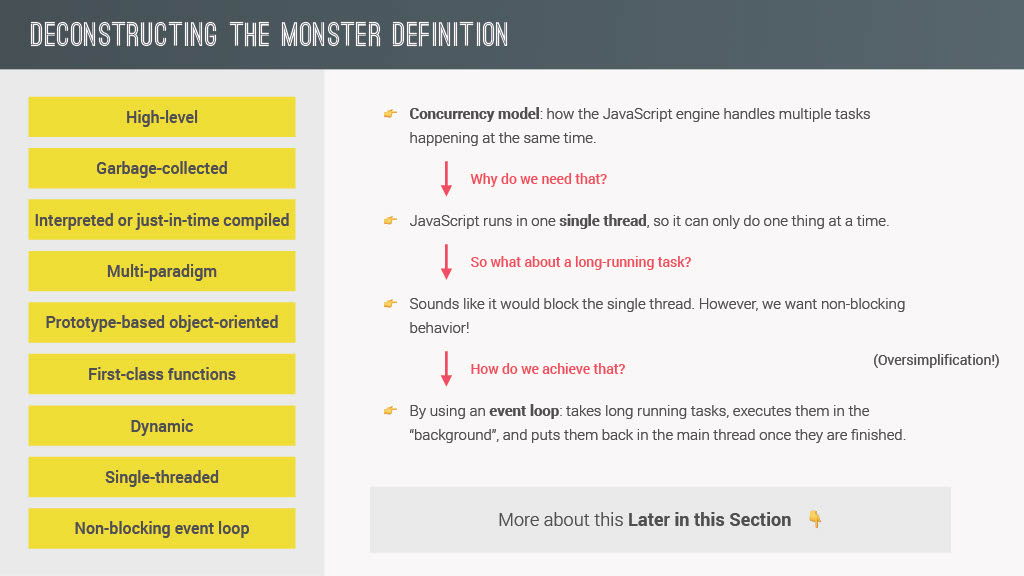 DECONSTRUCTING THE MONSTER DEFINITION
High-level
Garbage-collected
Interpreted or just-in-time compiled
Multi-paradigm
Prototype-based object-oriented
First-class functions
Dynamic
Single-threaded
Non-blocking event loop
👉 Concurrency model: how the JavaScript engine handles multiple tasks
happening at the same time.
Why do we need that?
👉 JavaScript runs in one single thread, so it can only do one thing at a time.
So what about a long-running task?
👉 Sounds like it would block the single thread. However, we want non-blocking
behavior!
(Oversimplification!)
How do we achieve that?
👉 By using an event loop: takes long running tasks, executes them in the
“background”, and puts them back in the main thread once they are finished.
More about this Later in this Section 👇